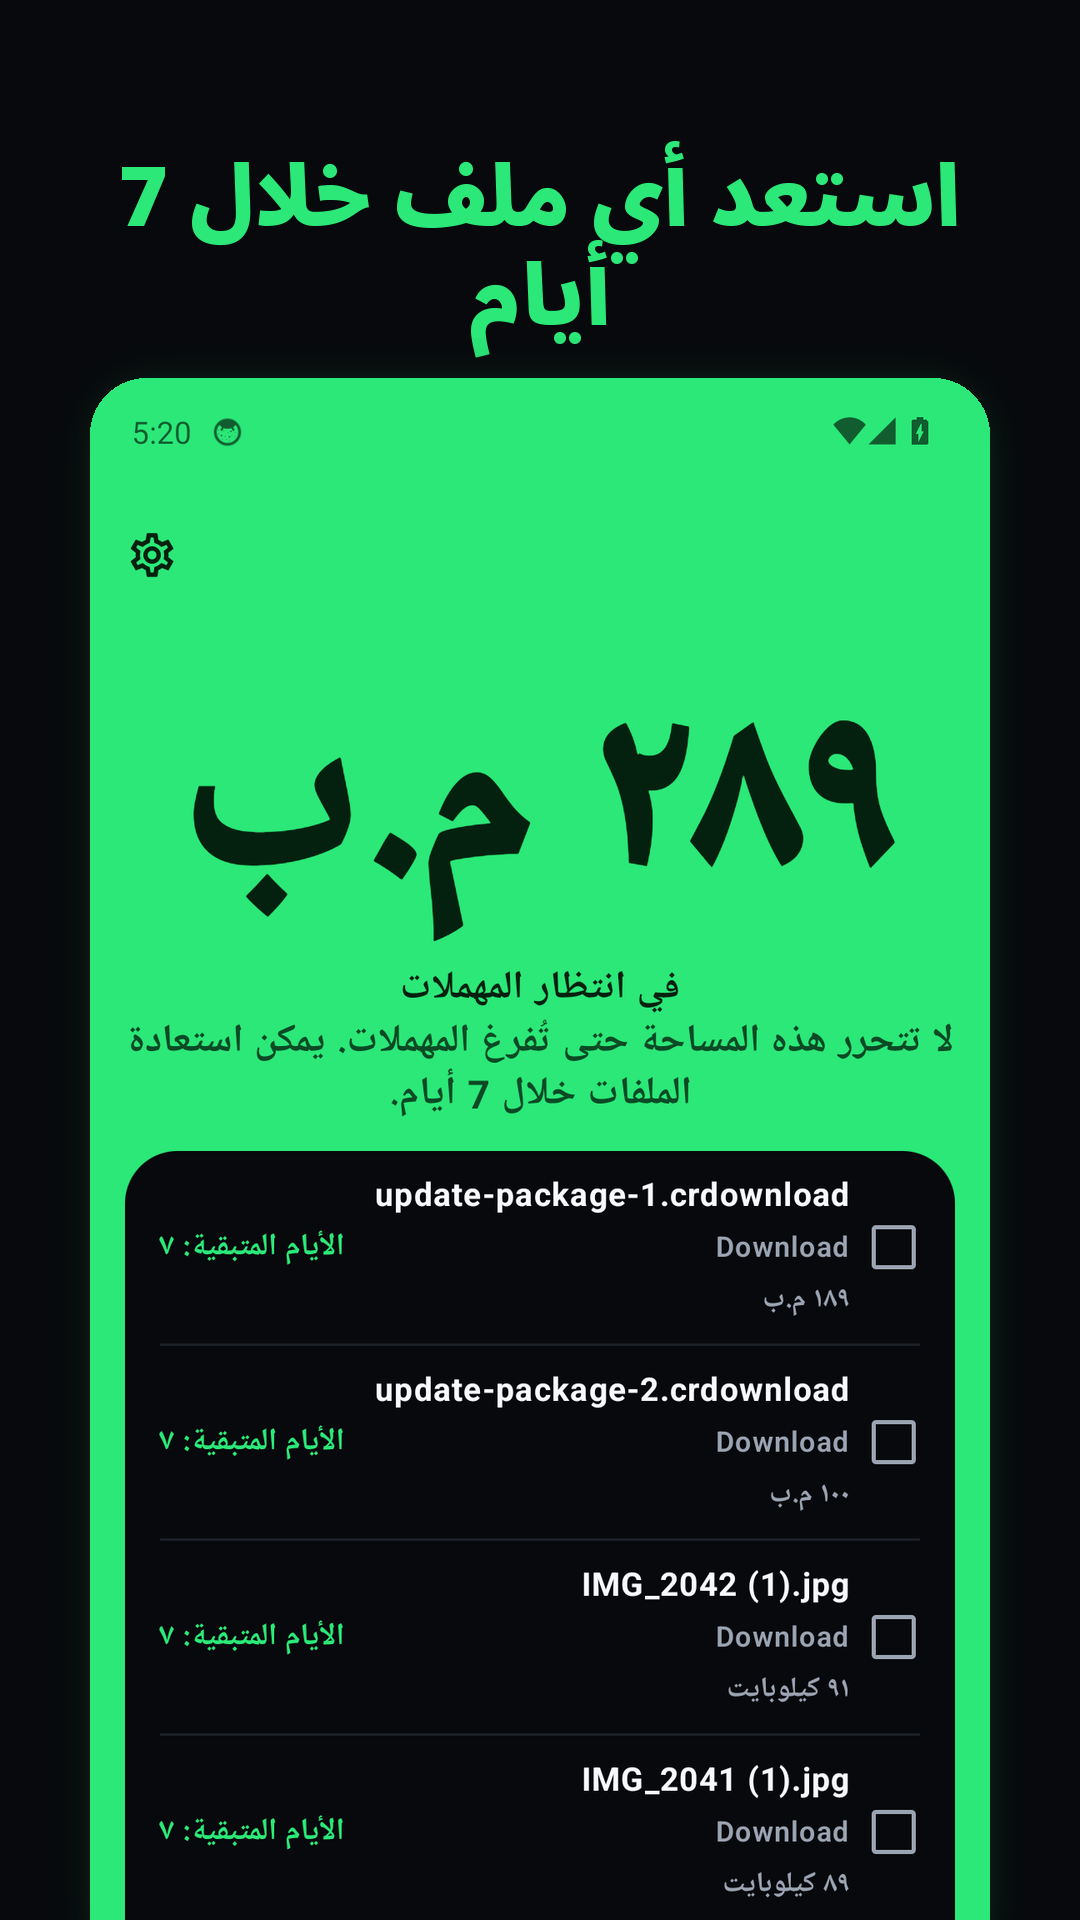 استعد أي ملف خلال 7
أيام
5:20
٢٨٩ م.ب
في انتظار المهملات
لا تتحرر هذه المساحة حتى تُفرغ المهملات. يمكن استعادة
الملفات خلال 7 أيام.
update-package-1.crdownload
Download
الأيام المتبقية: ٧
١٨٩ م.ب
update-package-2.crdownload
Download
الأيام المتبقية: ٧
١٠٠ م.ب
IMG_2042 (1).jpg
Download
الأيام المتبقية: ٧
٩١ كيلوبايت
IMG_2041 (1).jpg
Download
الأيام المتبقية: ٧
٨٩ كيلوبايت